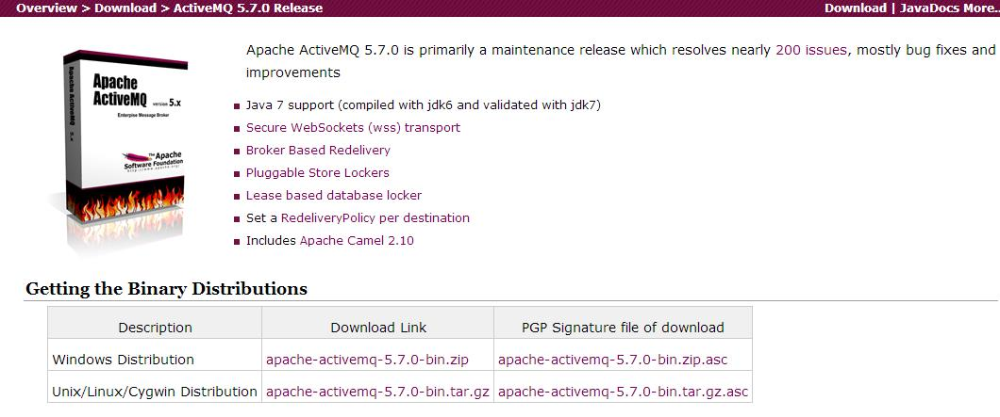 Overview > Download > ActiveMQ 5.7.0 Release
Download | JavaDocs More..
Apache ActiveMQ 5.7.0 is primarily a maintenance release which resolves nearly 200 issues, mostly bug fixes and
improvements
Apache
ActiveMQ version 5.x
Enterpise Message Broker
The Apache
Software Foundation
http://www.apache.org/
Apache ActiveMQ 5.x
Java 7 support (compiled with jdk6 and validated with jdk7)
Secure WebSockets (wss) transport
Broker Based Redelivery
Pluggable Store Lockers
Lease based database locker
Set a RedeliveryPolicy per destination
Includes Apache Camel 2.10
Getting the Binary Distributions
Description Download Link PGP Signature file of download
Windows Distribution apache-activemq-5.7.0-bin.zip apache-activemq-5.7.0-bin.zip.asc
Unix/Linux/Cygwin Distribution apache-activemq-5.7.0-bin.tar.gz apache-activemq-5.7.0-bin.tar.gz.asc